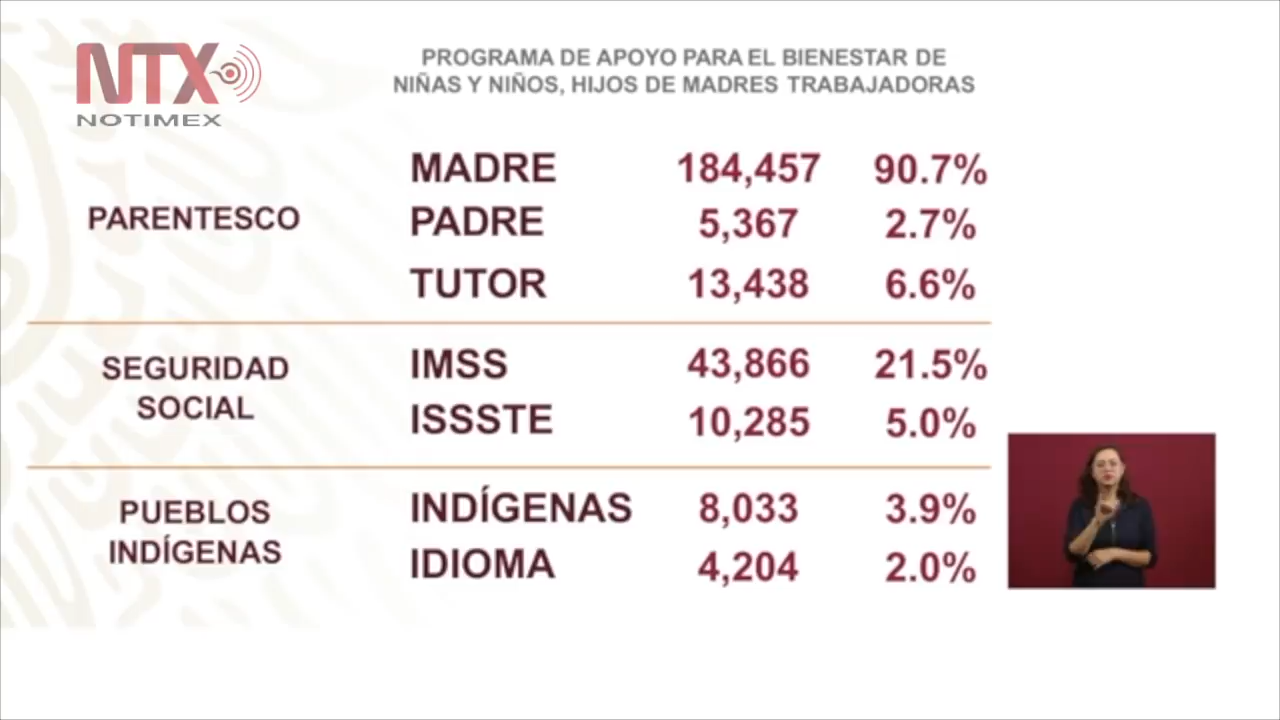 NTX
NOTIMEX
PROGRAMA DE APOYO PARA EL BIENESTAR DE
NIÑAS Y NIÑOS, HIJOS DE MADRES TRABAJADORAS
PARENTESCO
MADRE 184,457 90.7%
PADRE 5,367 2.7%
TUTOR 13,438 6.6%
SEGURIDAD
SOCIAL
IMSS 43,866 21.5%
ISSSTE 10,285 5.0%
PUEBLOS
INDÍGENAS
INDÍGENAS 8,033 3.9%
IDIOMA 4,204 2.0%